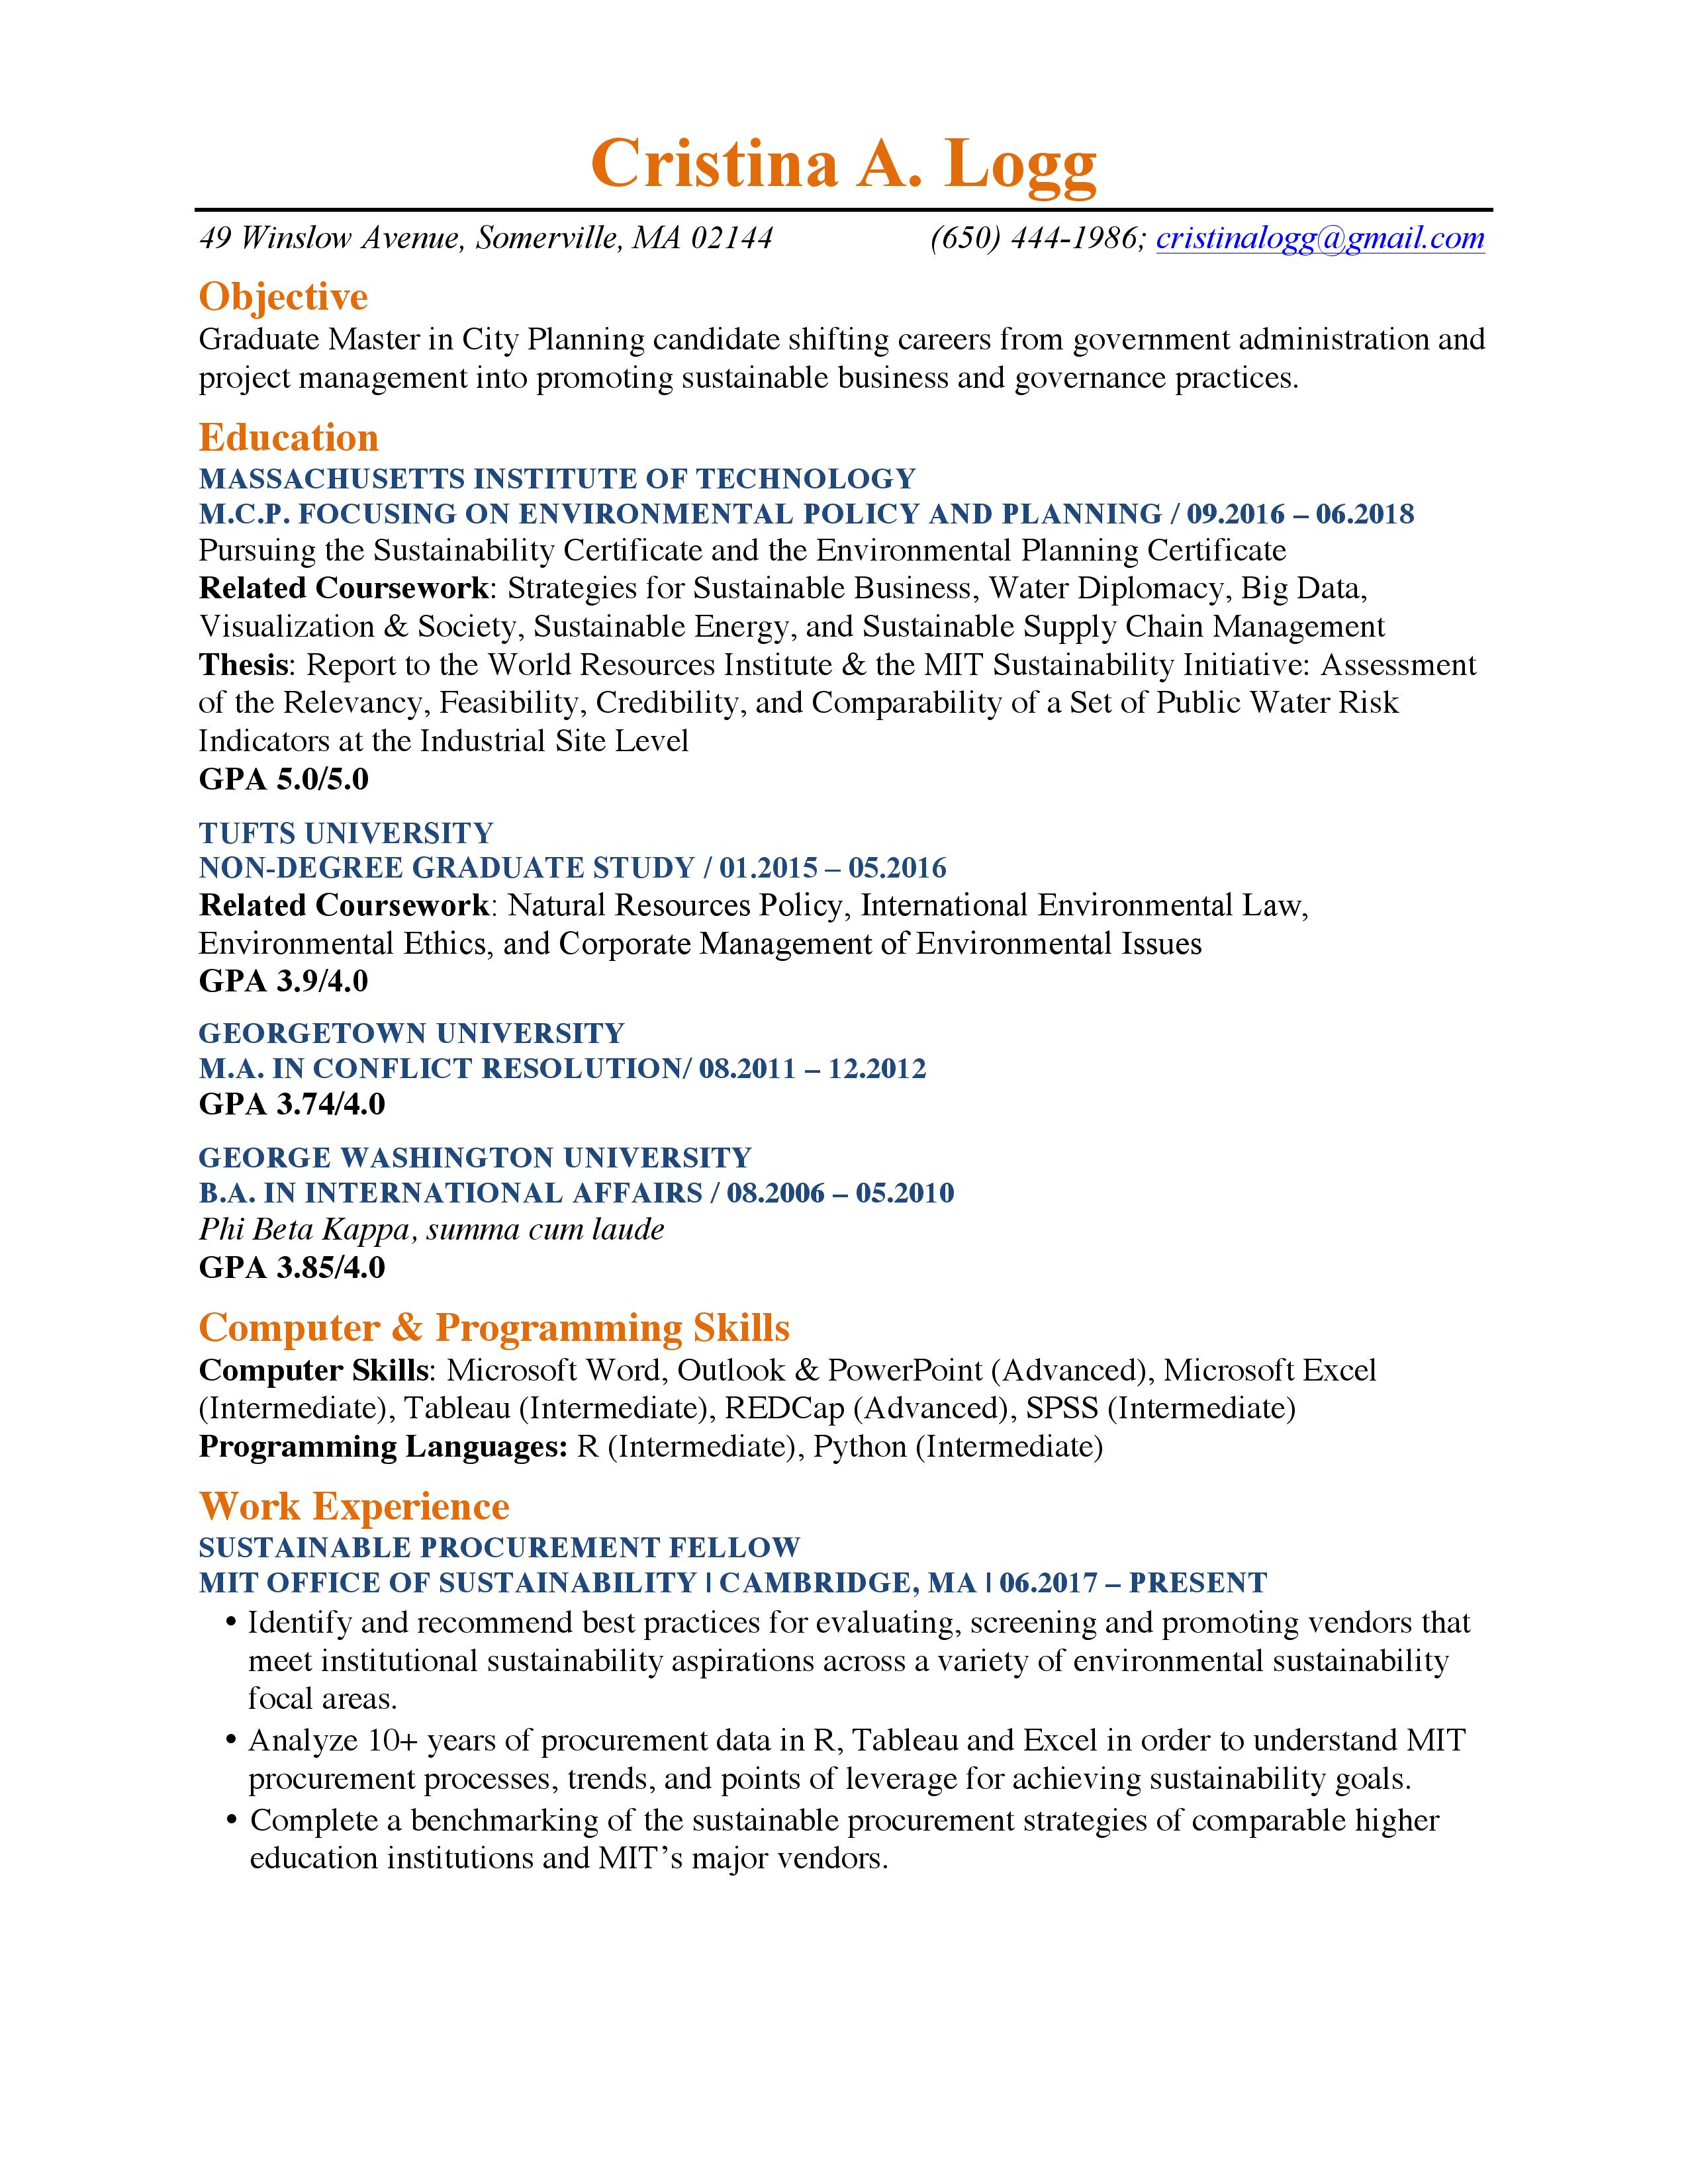 Cristina A. Logg
49 Winslow Avenue, Somerville, MA 02144 (650) 444-1986; cristinalogg@gmail.com
Objective
Graduate Master in City Planning candidate shifting careers from government administration and
project management into promoting sustainable business and governance practices.
Education
MASSACHUSETTS INSTITUTE OF TECHNOLOGY
M.C.P. FOCUSING ON ENVIRONMENTAL POLICY AND PLANNING / 09.2016 – 06.2018
Pursuing the Sustainability Certificate and the Environmental Planning Certificate
Related Coursework: Strategies for Sustainable Business, Water Diplomacy, Big Data,
Visualization & Society, Sustainable Energy, and Sustainable Supply Chain Management
Thesis: Report to the World Resources Institute & the MIT Sustainability Initiative: Assessment
of the Relevancy, Feasibility, Credibility, and Comparability of a Set of Public Water Risk
Indicators at the Industrial Site Level
GPA 5.0/5.0
TUFTS UNIVERSITY
NON-DEGREE GRADUATE STUDY / 01.2015 – 05.2016
Related Coursework: Natural Resources Policy, International Environmental Law,
Environmental Ethics, and Corporate Management of Environmental Issues
GPA 3.9/4.0
GEORGETOWN UNIVERSITY
M.A. IN CONFLICT RESOLUTION/ 08.2011 – 12.2012
GPA 3.74/4.0
GEORGE WASHINGTON UNIVERSITY
B.A. IN INTERNATIONAL AFFAIRS / 08.2006 – 05.2010
Phi Beta Kappa, summa cum laude
GPA 3.85/4.0
Computer & Programming Skills
Computer Skills: Microsoft Word, Outlook & PowerPoint (Advanced), Microsoft Excel
(Intermediate), Tableau (Intermediate), REDCap (Advanced), SPSS (Intermediate)
Programming Languages: R (Intermediate), Python (Intermediate)
Work Experience
SUSTAINABLE PROCUREMENT FELLOW
MIT OFFICE OF SUSTAINABILITY | CAMBRIDGE, MA | 06.2017 – PRESENT
• Identify and recommend best practices for evaluating, screening and promoting vendors that
meet institutional sustainability aspirations across a variety of environmental sustainability
focal areas.
• Analyze 10+ years of procurement data in R, Tableau and Excel in order to understand MIT
procurement processes, trends, and points of leverage for achieving sustainability goals.
• Complete a benchmarking of the sustainable procurement strategies of comparable higher
education institutions and MIT’s major vendors.